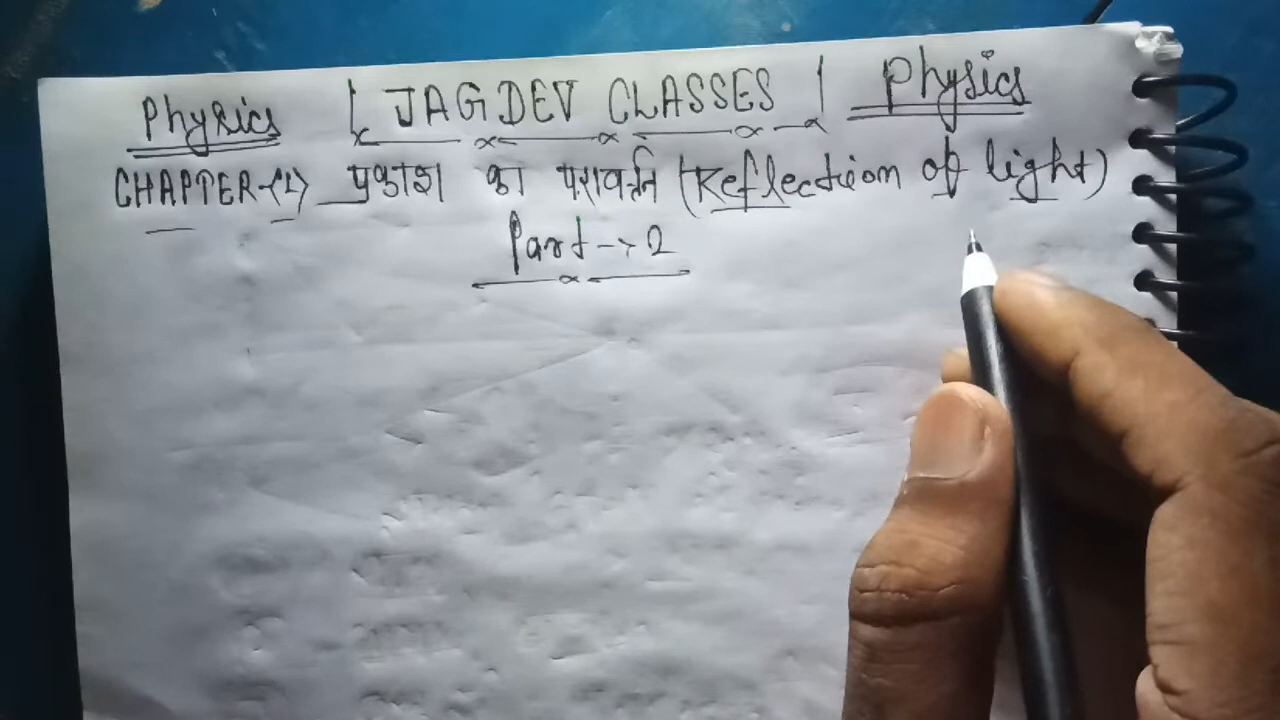 Physics [ JAGDEV CLASSES ] Physics
CHAPTER-(1) प्रकाश का परावर्तन (Reflection of light)
Part → 2